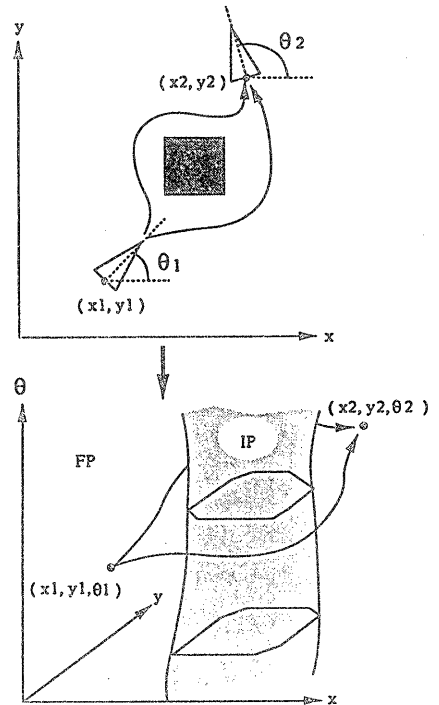 y
θ2
(x2,y2)
θ1
(x1,y1)
x
θ
(x2,y2,θ2)
IP
FP
(x1,y1,θ1)
y
x